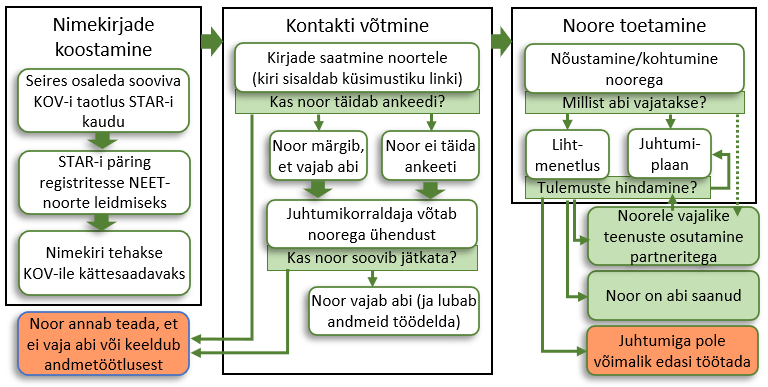 Nimekirjade
koostamine
Seires osaleda sooviva
KOV-i taotlus STAR-i
kaudu
STAR-i päring
registritesse NEET-
noorte leidmiseks
Nimekiri tehakse
KOV-ile kättesaadavaks
Noor annab teada, et
ei vaja abi või keeldub
andmetöötlusest
Kontakti võtmine
Kirjade saatmine noortele
(kiri sisaldab küsimustiku linki)
Kas noor täidab ankeedi?
Noor märgib,
et vajab abi
Noor ei täida
ankeeti
Juhtumikorraldaja võtab
noorega ühendust
Kas noor soovib jätkata?
Noor vajab abi (ja lubab
andmeid töödelda)
Noore toetamine
Nõustamine/kohtumine
noorega
Millist abi vajatakse?
Liht-
menetlus
Juhtumi-
plaan
Tulemuste hindamine?
Noorele vajalike
teenuste osutamine
partneritega
Noor on abi saanud
Juhtumiga pole
võimalik edasi töötada